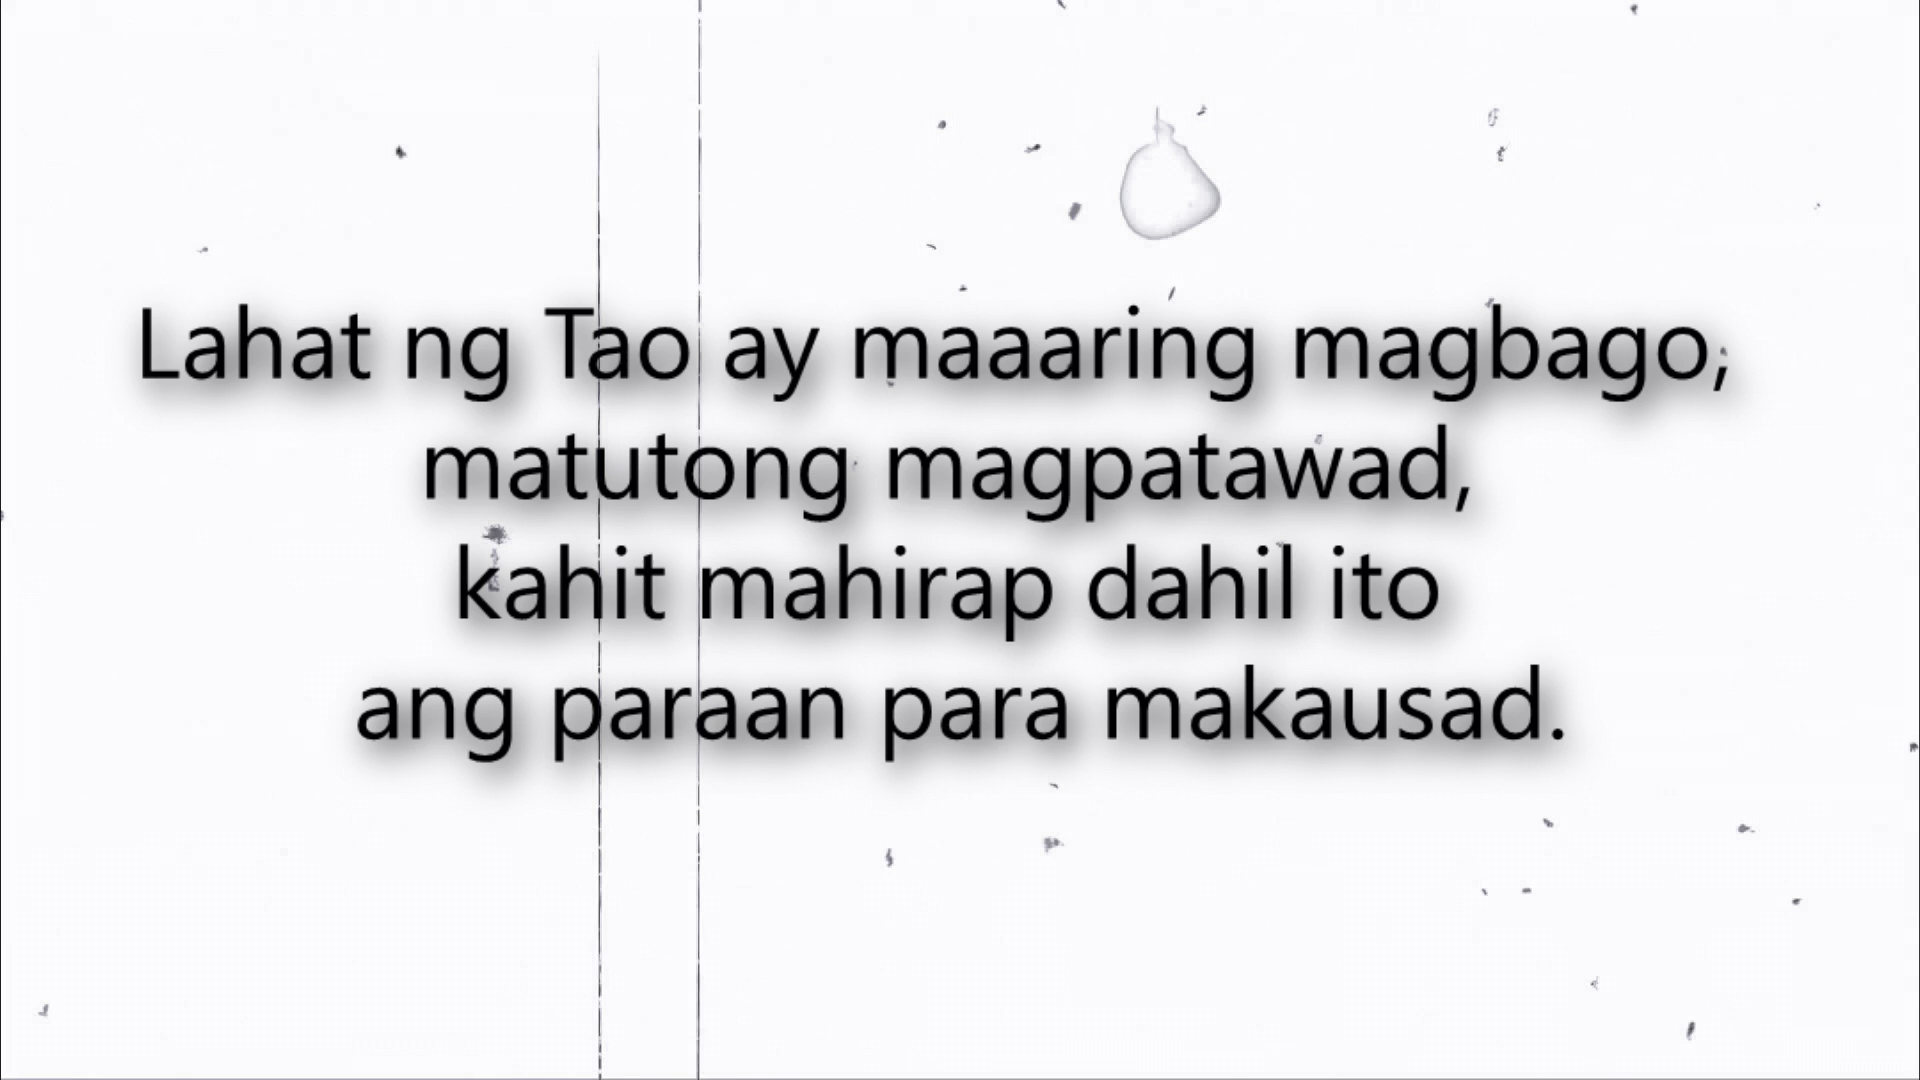 Lahat ng Tao ay maaaring magbago,
matutong magpatawad,
kahit mahirap dahil ito
ang paraan para makausad.